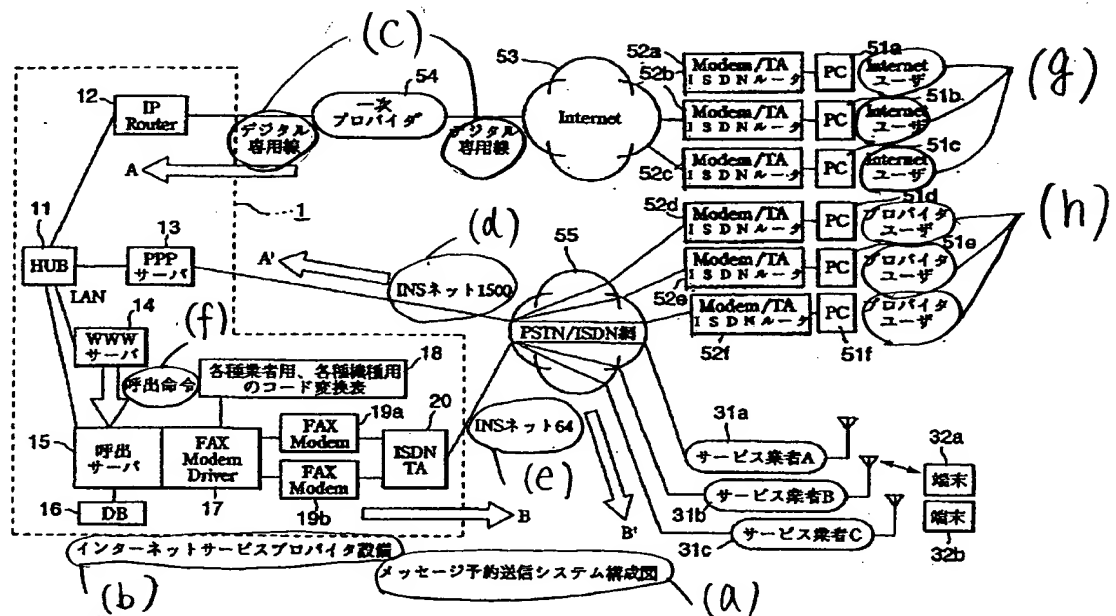 (c)
54
53
52a
52b
51a
(g)
12
IP
Router
デジタル
専用線
一次
プロバイダ
デジタル
専用線
Internet
Modem/TA
ISDNルータ
PC
Internet
ユーザ
51b
Modem/TA
ISDNルータ
PC
Internet
ユーザ
51c
52c
Modem/TA
ISDNルータ
PC
Internet
ユーザ
A
1
51d
(h)
11
HUB
13
PPP
サーバ
LAN
(d)
A'
INSネット1500
55
PSTN/ISDN網
52d
Modem/TA
ISDNルータ
PC
プロバイダ
ユーザ
51e
52e
Modem/TA
ISDNルータ
PC
プロバイダ
ユーザ
Modem/TA
ISDNルータ
52f
PC
51f
プロバイダ
ユーザ
14
WWW
サーバ
(f)
呼出命令
18
各種業者用、各種機種用
のコード変換表
15
呼出
サーバ
FAX
Modem
Driver
17
16
DB
19a
FAX
Modem
FAX
Modem
19b
20
ISDN
TA
INSネット64
(e)
B
B'
31a
サービス業者A
サービス業者B
31b
サービス業者C
31c
32a
端末
端末
32b
インターネットサービスプロバイダ設備
(b)
メッセージ予約送信システム構成図
(a)